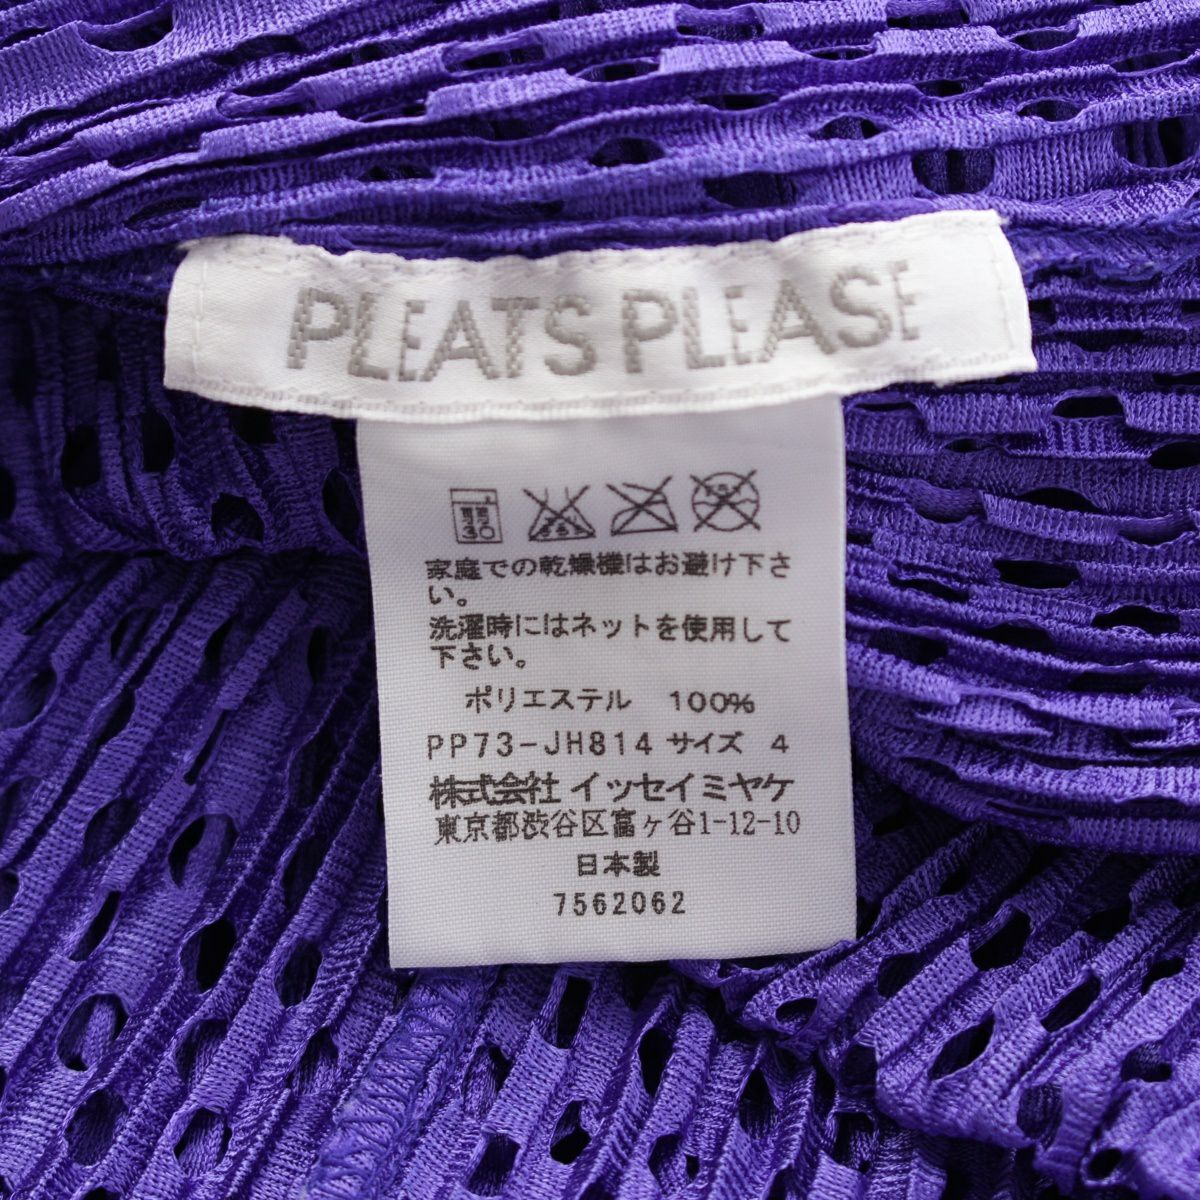 PLEATS PLEASE
30
家庭での乾燥機はお避け下さ
い。
洗濯時にはネットを使用して
下さい。
ポリエステル 100%
PP73-JH814 サイズ 4
株式会社 イッセイミヤケ
東京都渋谷区富ヶ谷1-12-10
日本製
7562062